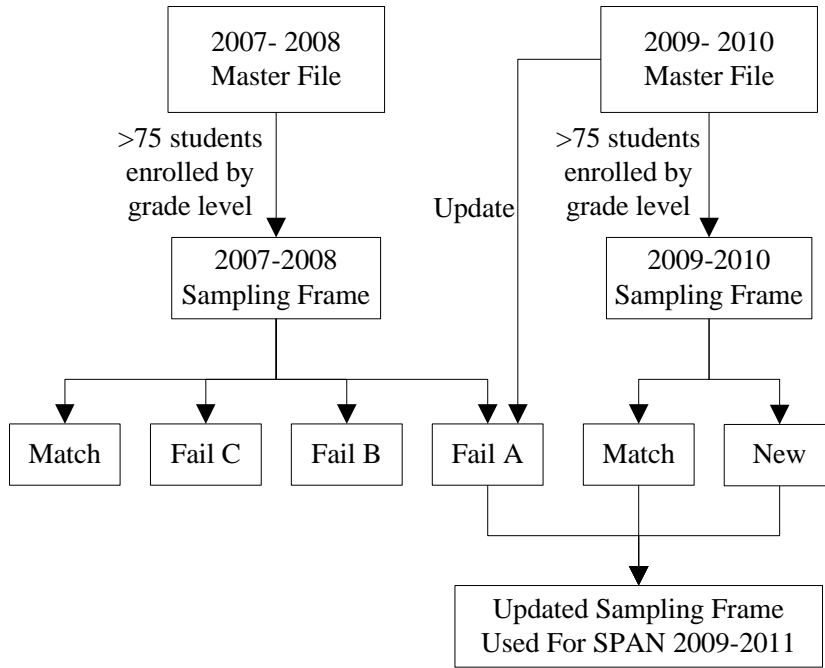 2007- 2008
Master File
2009- 2010
Master File
>75 students
enrolled by
grade level
Update
>75 students
enrolled by
grade level
2007-2008
Sampling Frame
2009-2010
Sampling Frame
Match
Fail C
Fail B
Fail A
Match
New
Updated Sampling Frame
Used For SPAN 2009-2011